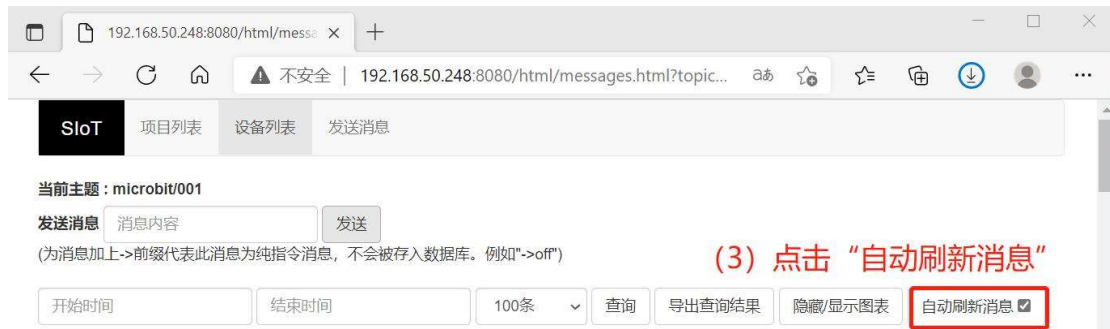 192.168.50.248:8080/html/messa
不安全 | 192.168.50.248:8080/html/messages.html?topic... aあ
SIoT 项目列表 设备列表 发送消息
当前主题 : microbit/001
发送消息 消息内容 发送
(为消息加上->前缀代表此消息为纯指令消息，不会被存入数据库。例如"->off")
（3）点击“自动刷新消息”
开始时间 结束时间 100条 查询 导出查询结果 隐藏/显示图表 自动刷新消息